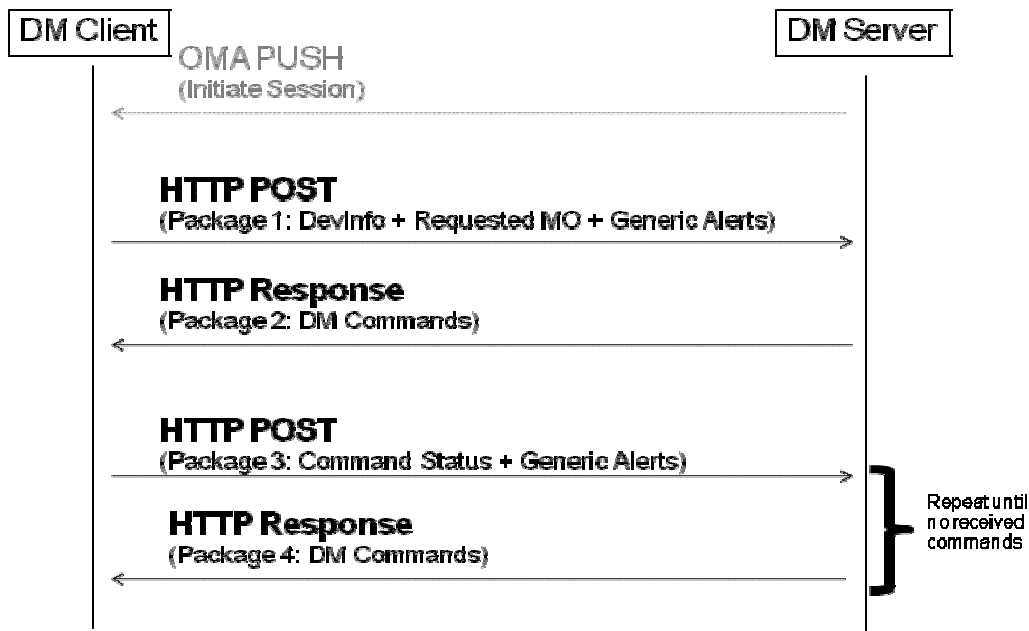 DM Client
DM Server
OMA PUSH
(Initiate Session)
HTTP POST
(Package 1: DevInfo + Requested MO + Generic Alerts)
HTTP Response
(Package 2: DM Commands)
HTTP POST
(Package 3: Command Status + Generic Alerts)
HTTP Response
(Package 4: DM Commands)
Repeat until
no received
commands